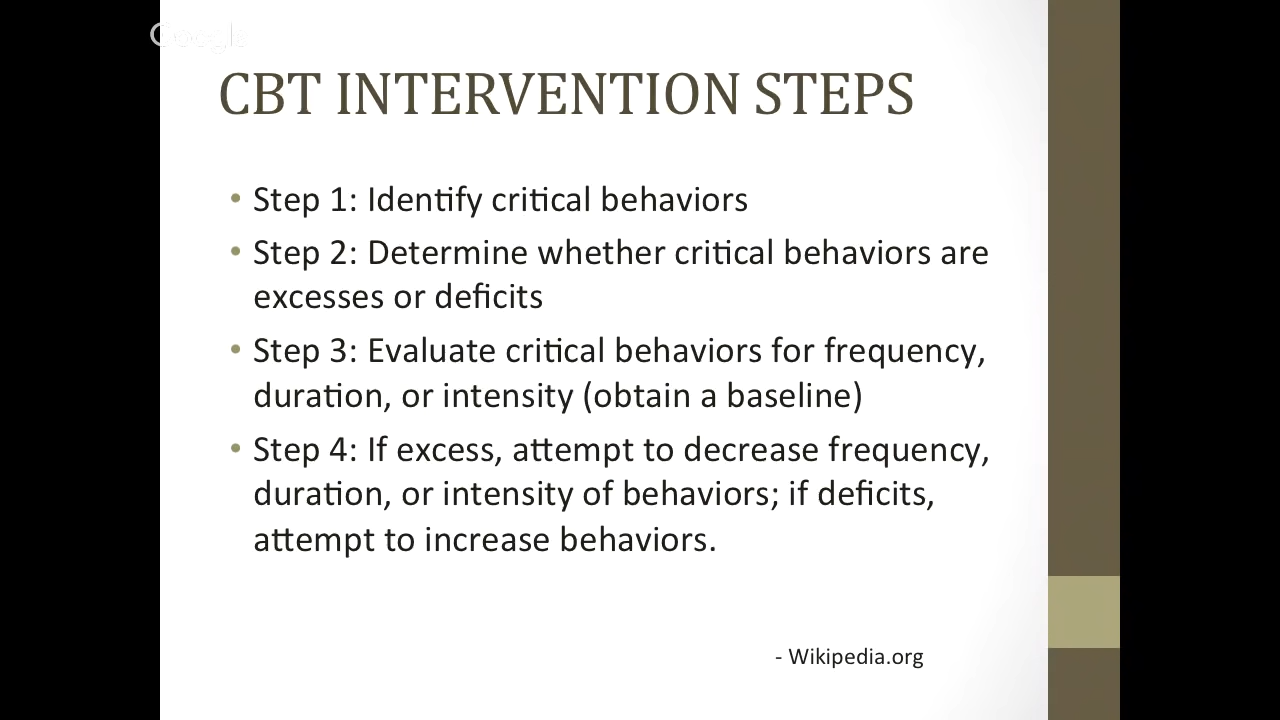 Google
CBT INTERVENTION STEPS
• Step 1: Identify critical behaviors
• Step 2: Determine whether critical behaviors are
excesses or deficits
• Step 3: Evaluate critical behaviors for frequency,
duration, or intensity (obtain a baseline)
• Step 4: If excess, attempt to decrease frequency,
duration, or intensity of behaviors; if deficits,
attempt to increase behaviors.
- Wikipedia.org